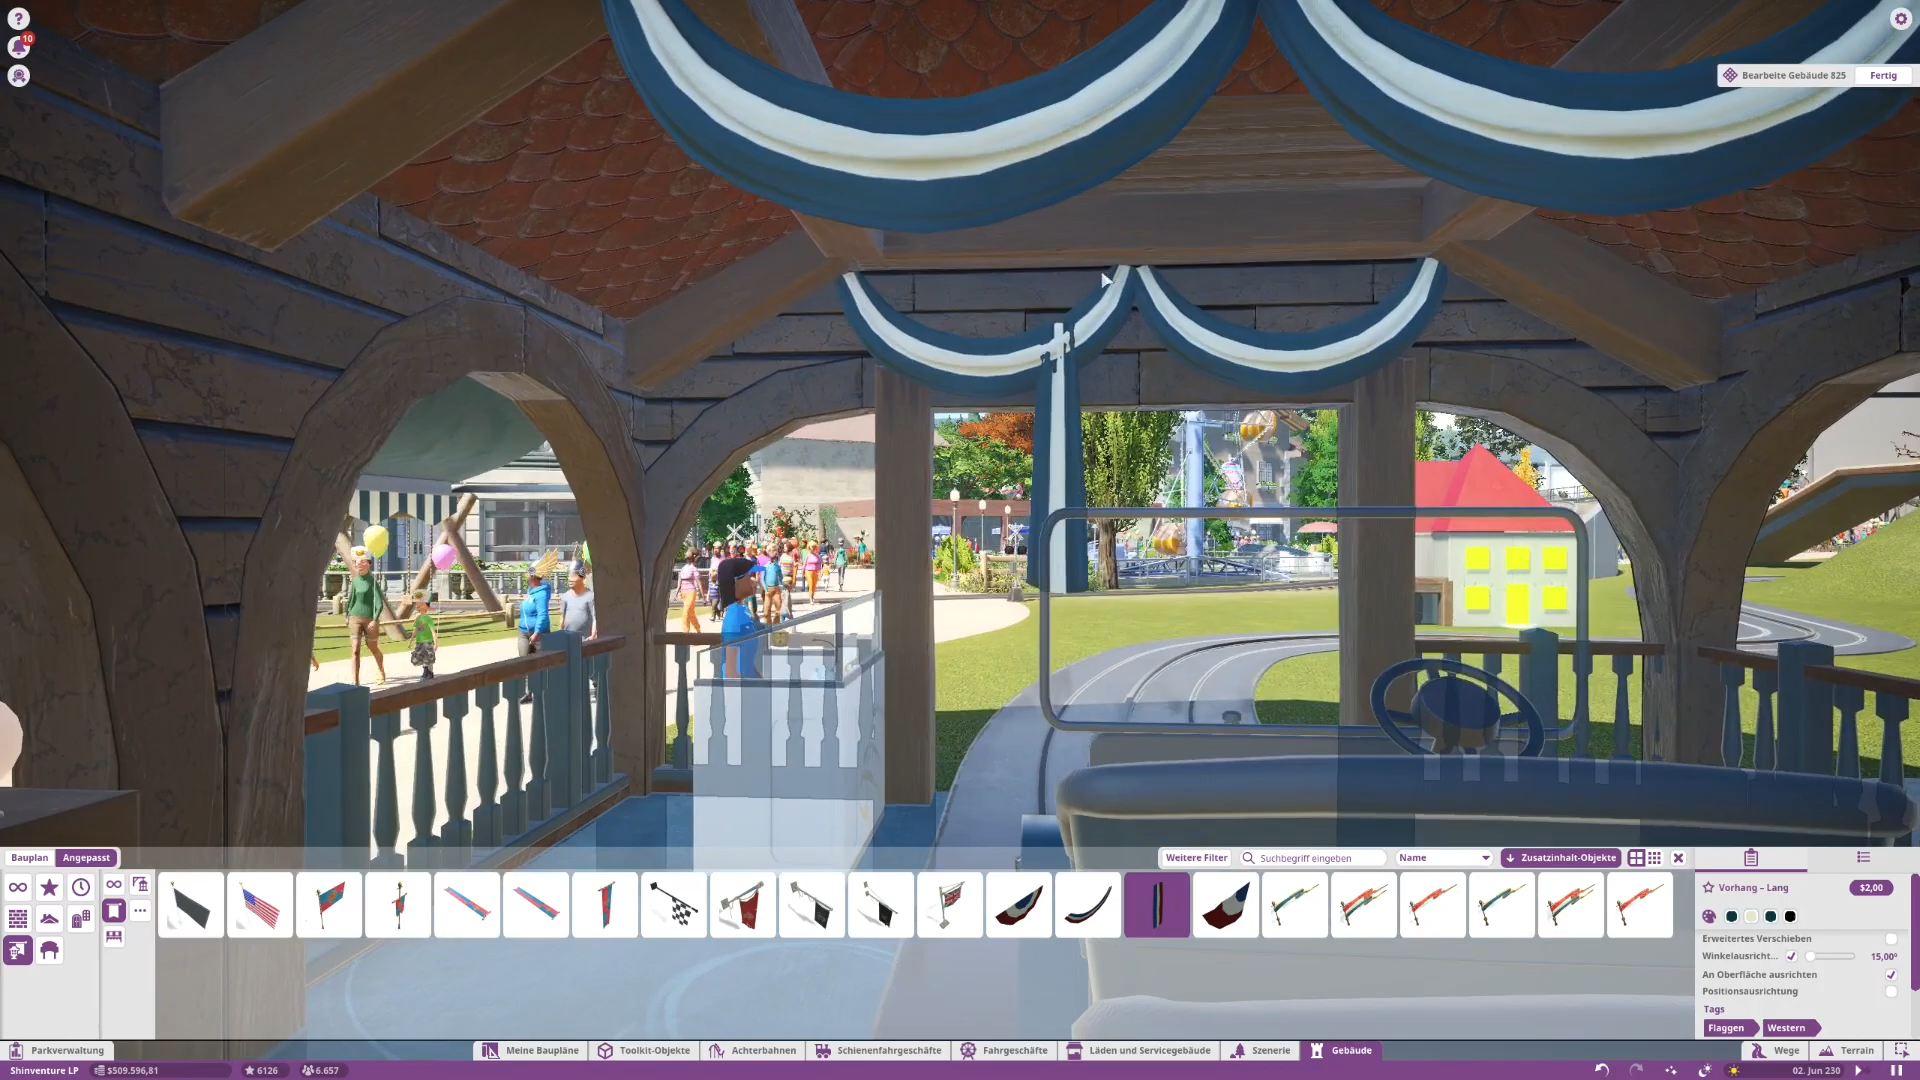 ?
10
Bearbeite Gebäude 825
Fertig
Bauplan
Angepasst
Weitere Filter
Suchbegriff eingeben
Name
Zusatzinhalt-Objekte
Vorhang – Lang
$2,00
Erweitertes Verschieben
Winkelausricht...
15,00°
An Oberfläche ausrichten
Positionsausrichtung
Tags
Flaggen
Western
Parkverwaltung
Meine Baupläne
Toolkit-Objekte
Achterbahnen
Schienenfahrgeschäfte
Fahrgeschäfte
Läden und Servicegebäude
Szenerie
Gebäude
Wege
Terrain
Shinventure LP
$509.596,81
6126
6.657
02. Jun 230